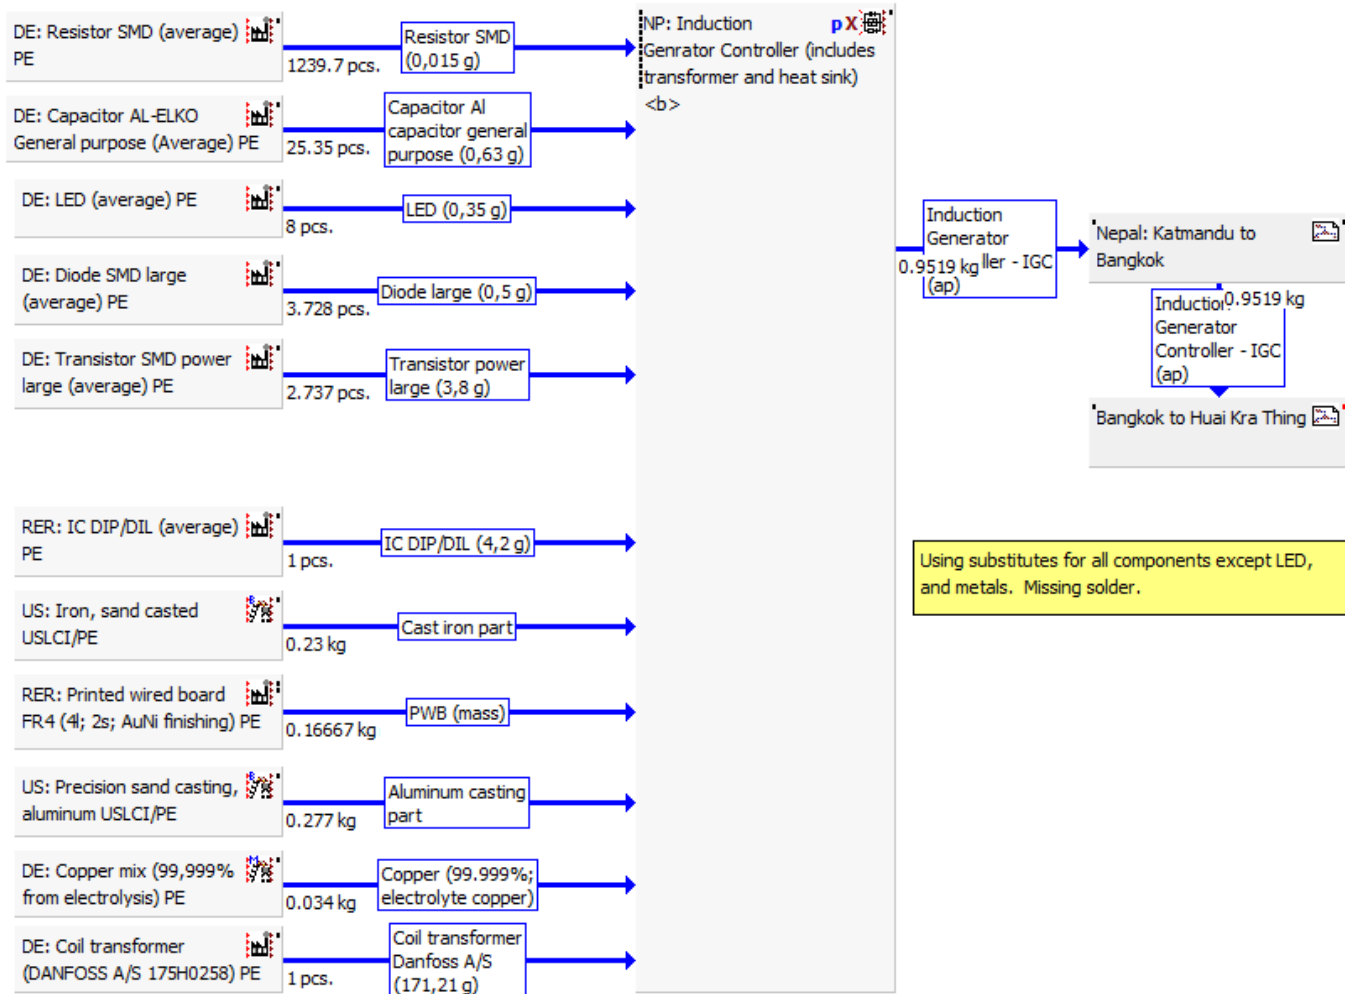 DE: Resistor SMD (average)
PE
1239.7 pcs.
Resistor SMD
(0,015 g)
DE: Capacitor AL-ELKO
General purpose (Average) PE
25.35 pcs.
Capacitor Al
capacitor general
purpose (0,63 g)
DE: LED (average) PE
8 pcs.
LED (0,35 g)
DE: Diode SMD large
(average) PE
3.728 pcs.
Diode large (0,5 g)
DE: Transistor SMD power
large (average) PE
2.737 pcs.
Transistor power
large (3,8 g)
RER: IC DIP/DIL (average)
PE
1 pcs.
IC DIP/DIL (4,2 g)
US: Iron, sand casted
USLCI/PE
0.23 kg
Cast iron part
RER: Printed wired board
FR4 (4l; 2s; AuNi finishing) PE
0.16667 kg
PWB (mass)
US: Precision sand casting,
aluminum USLCI/PE
0.277 kg
Aluminum casting
part
DE: Copper mix (99,999%
from electrolysis) PE
0.034 kg
Copper (99.999%;
electrolyte copper)
DE: Coil transformer
(DANFOSS A/S 175H0258) PE
1 pcs.
Coil transformer
Danfoss A/S
(171,21 g)
NP: Induction
pX
Genrator Controller (includes
transformer and heat sink)
<b>
Induction
Generator
0.9519 kg ller - IGC
(ap)
Nepal: Katmandu to
Bangkok
0.9519 kg
Induction
Generator
Controller - IGC
(ap)
Bangkok to Huai Kra Thing
Using substitutes for all components except LED,
and metals. Missing solder.